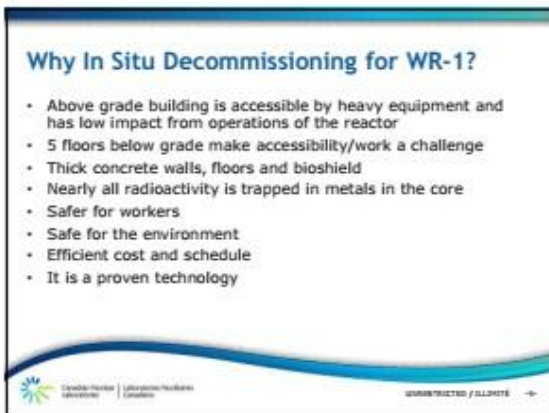 Why In Situ Decommissioning for WR-1?
• Above grade building is accessible by heavy equipment and
has low impact from operations of the reactor
• 5 floors below grade make accessibility/work a challenge
• Thick concrete walls, floors and bioshield
• Nearly all radioactivity is trapped in metals in the core
• Safer for workers
• Safe for the environment
• Efficient cost and schedule
• It is a proven technology
Canadian Nuclear | Laboratoires Nucléaires
Laboratories | Canadiens
UNRESTRICTED / ILLIMITÉ